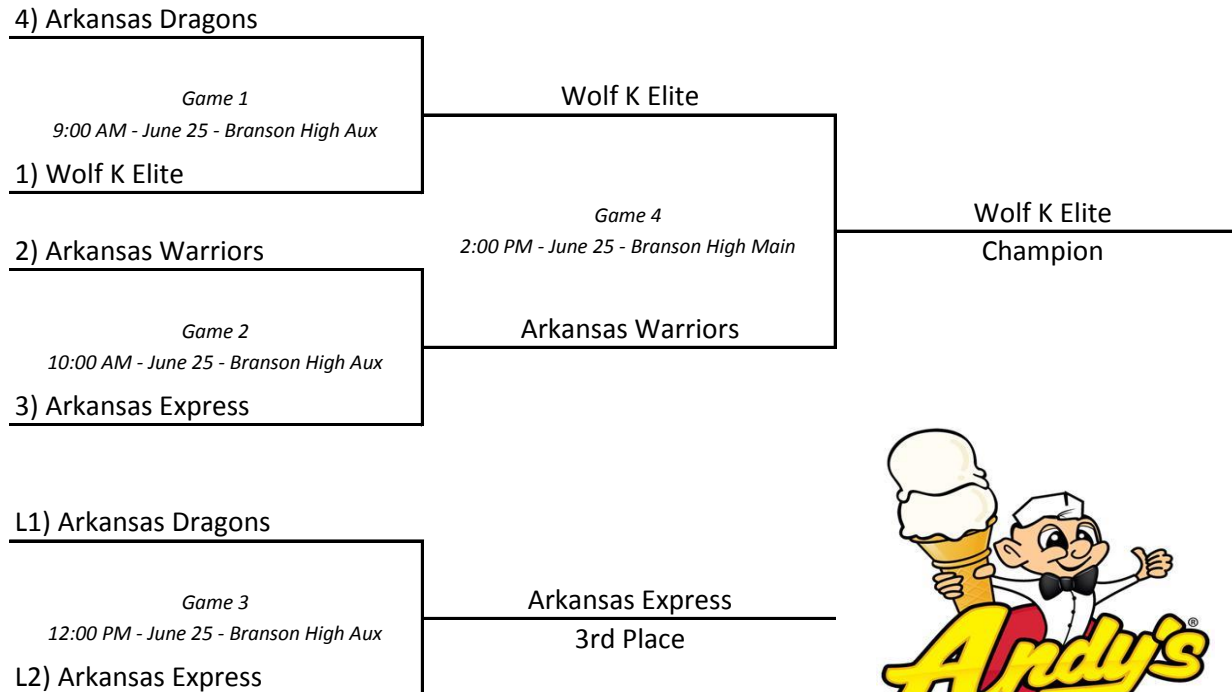 4) Arkansas Dragons
Game 1
9:00 AM - June 25 - Branson High Aux
1) Wolf K Elite
Wolf K Elite
2) Arkansas Warriors
Game 2
10:00 AM - June 25 - Branson High Aux
3) Arkansas Express
Arkansas Warriors
Game 4
2:00 PM - June 25 - Branson High Main
Wolf K Elite
Champion
L1) Arkansas Dragons
Game 3
12:00 PM - June 25 - Branson High Aux
L2) Arkansas Express
Arkansas Express
3rd Place
Andy's®